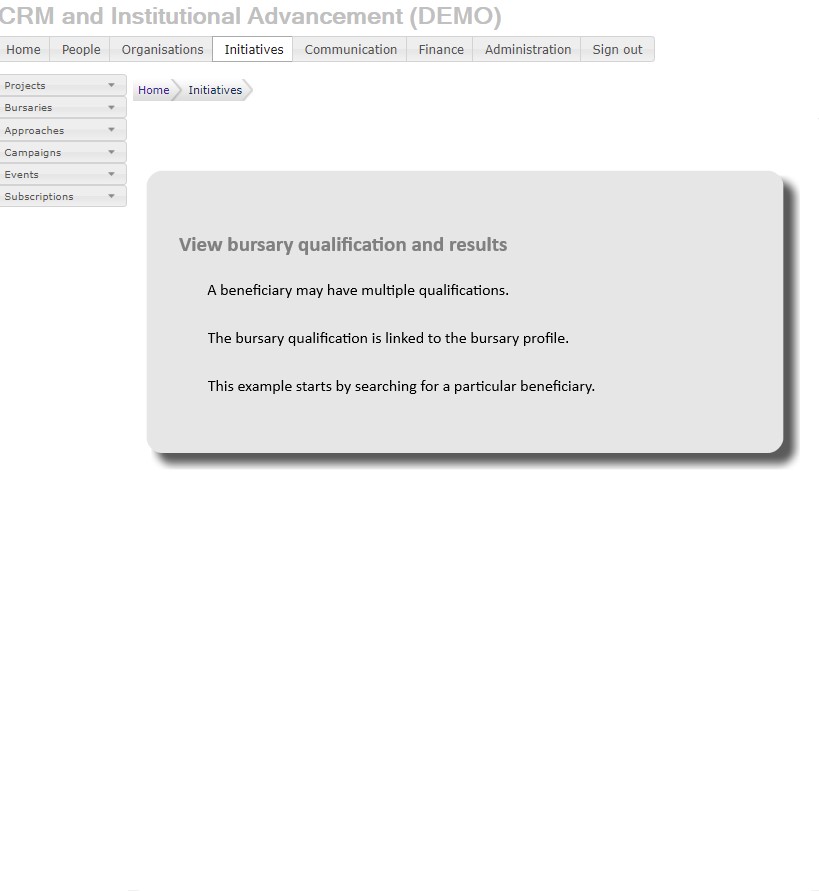 CRM and Institutional Advancement (DEMO)
Home People Organisations Initiatives Communication Finance Administration Sign out
Projects
Bursaries
Approaches
Campaigns
Events
Subscriptions
Home Initiatives
View bursary qualification and results
A beneficiary may have multiple qualifications.
The bursary qualification is linked to the bursary profile.
This example starts by searching for a particular beneficiary.